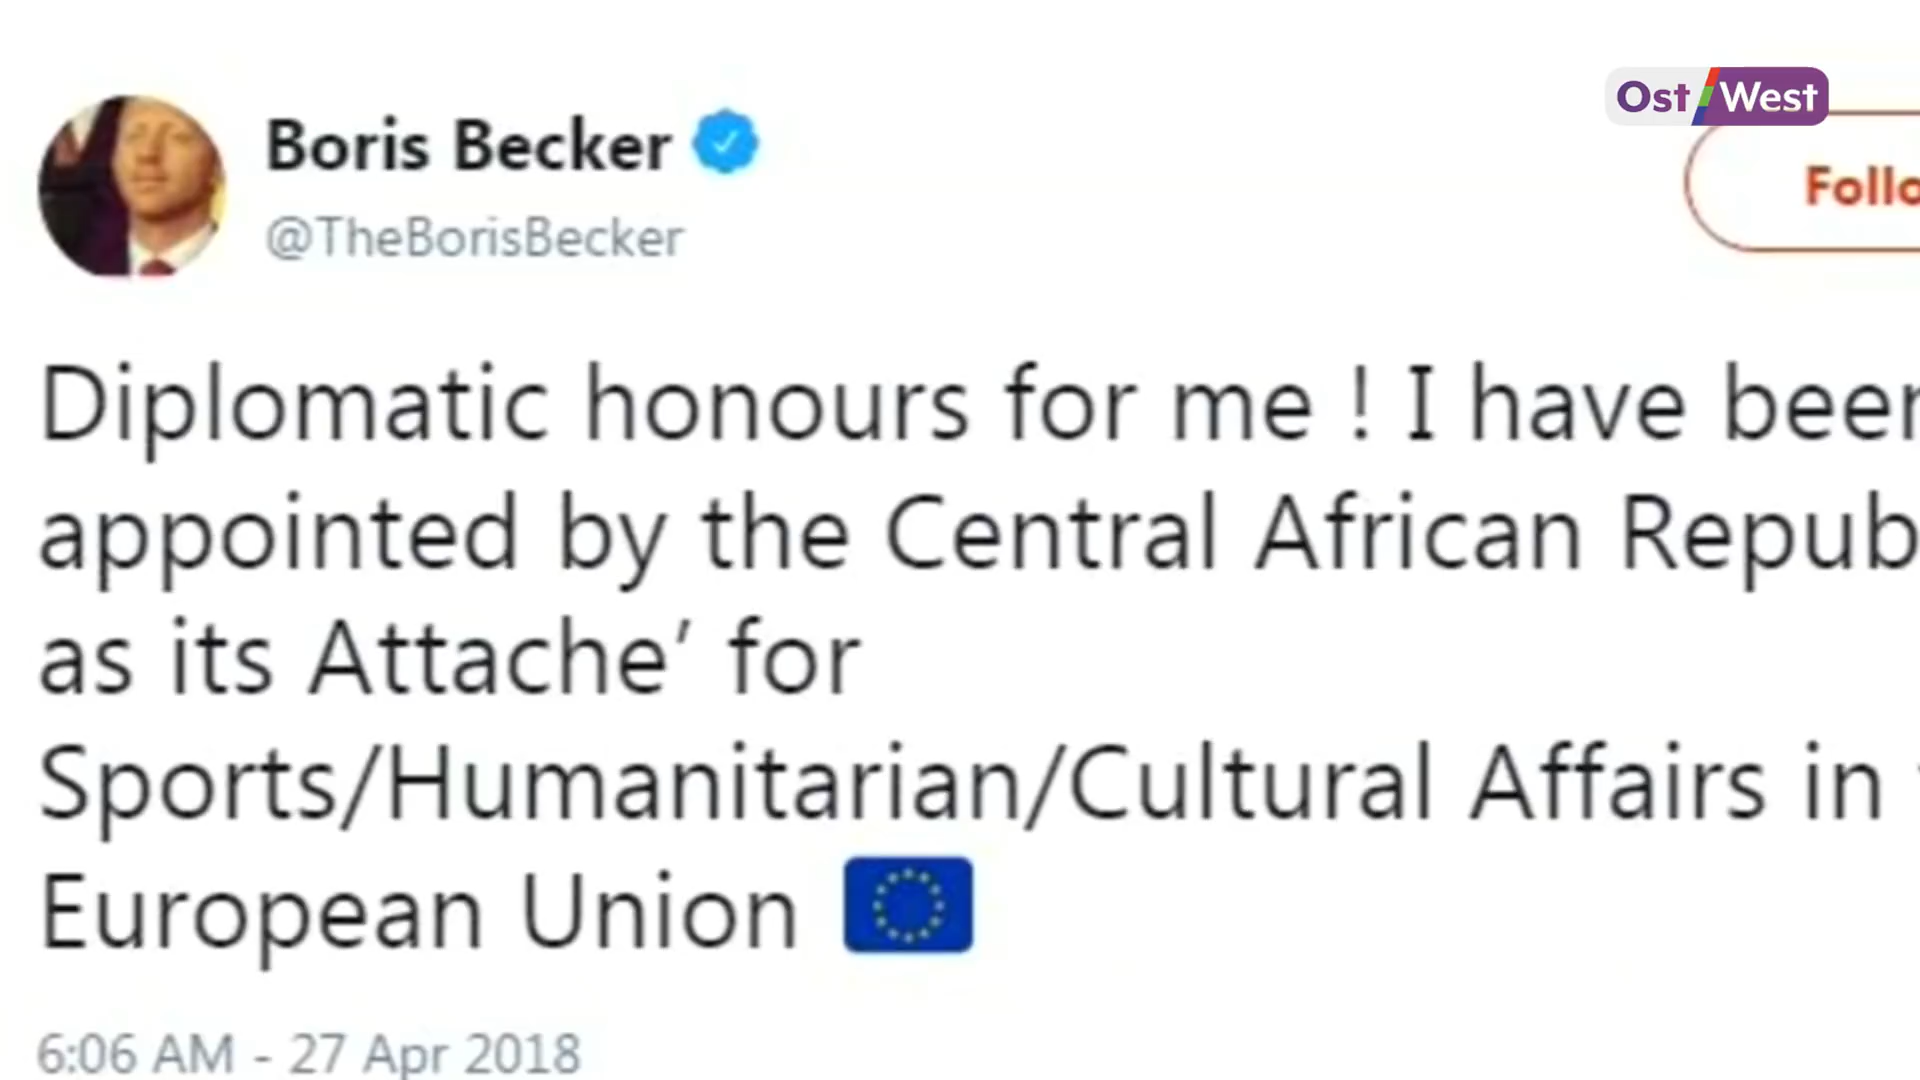 Ost West
Boris Becker
@TheBorisBecker
Follo
Diplomatic honours for me ! I have been
appointed by the Central African Repub
as its Attache’ for
Sports/Humanitarian/Cultural Affairs in
European Union
6:06 AM - 27 Apr 2018